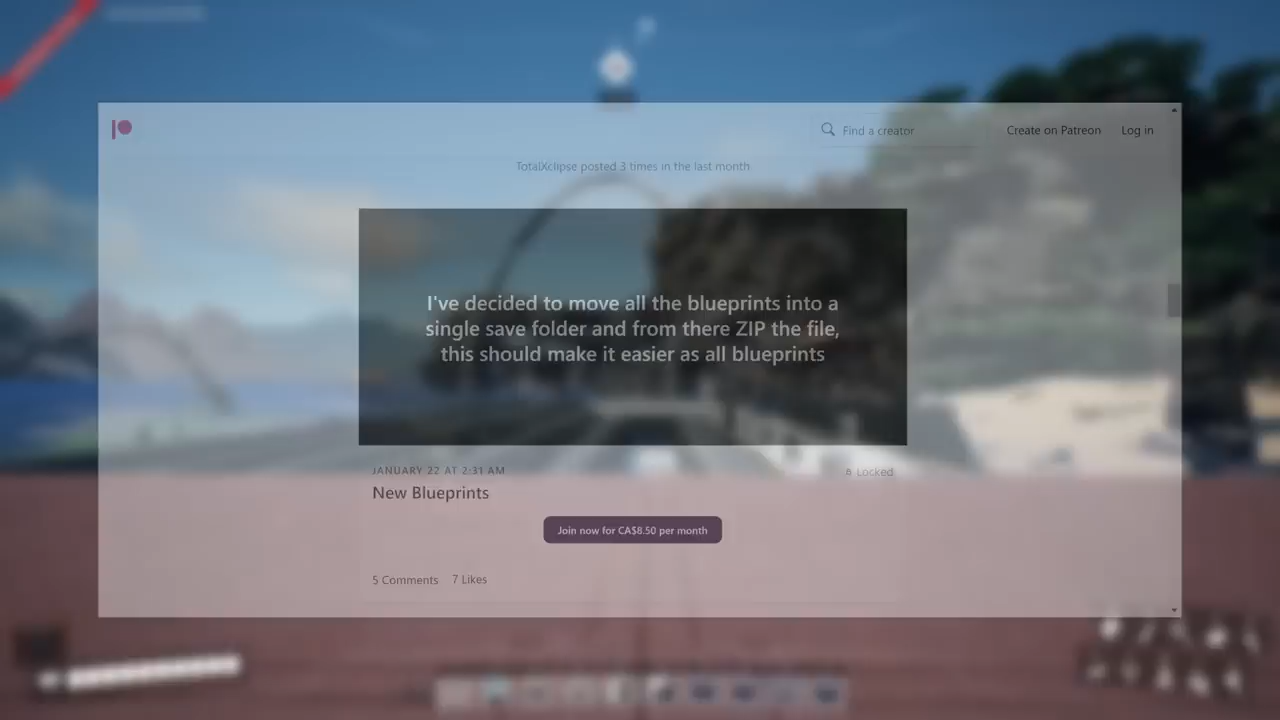 Find a creator
Create on Patreon
Log in
TotalXclipse posted 3 times in the last month
I've decided to move all the blueprints into a
single save folder and from there ZIP the file,
this should make it easier as all blueprints
JANUARY 22 AT 2:31 AM
Locked
New Blueprints
Join now for CA$8.50 per month
5 Comments
7 Likes